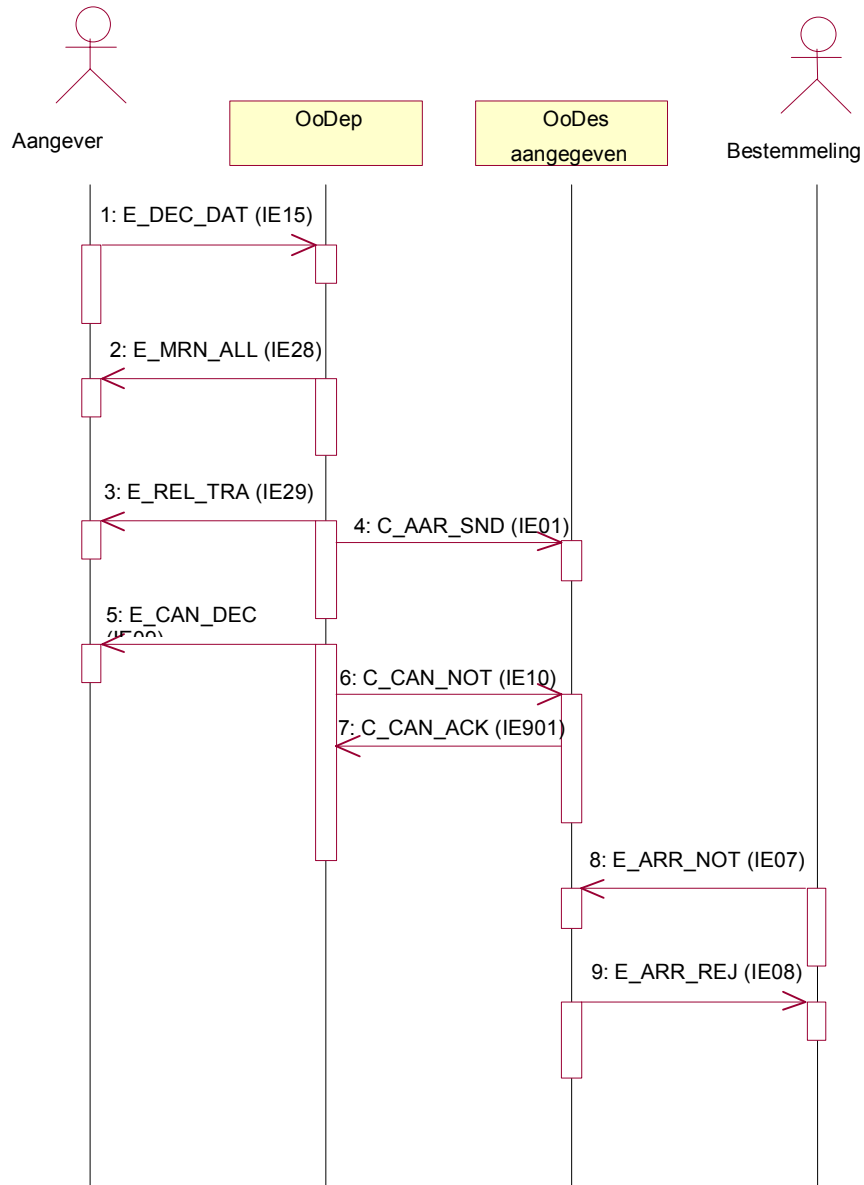 Aangever
OoDep
OoDes
aangegeven
Bestemmeling
1: E_DEC_DAT (IE15)
2: E_MRN_ALL (IE28)
3: E_REL_TRA (IE29)
4: C_AAR_SND (IE01)
5: E_CAN_DEC
(IE09)
6: C_CAN_NOT (IE10)
7: C_CAN_ACK (IE901)
8: E_ARR_NOT (IE07)
9: E_ARR_REJ (IE08)